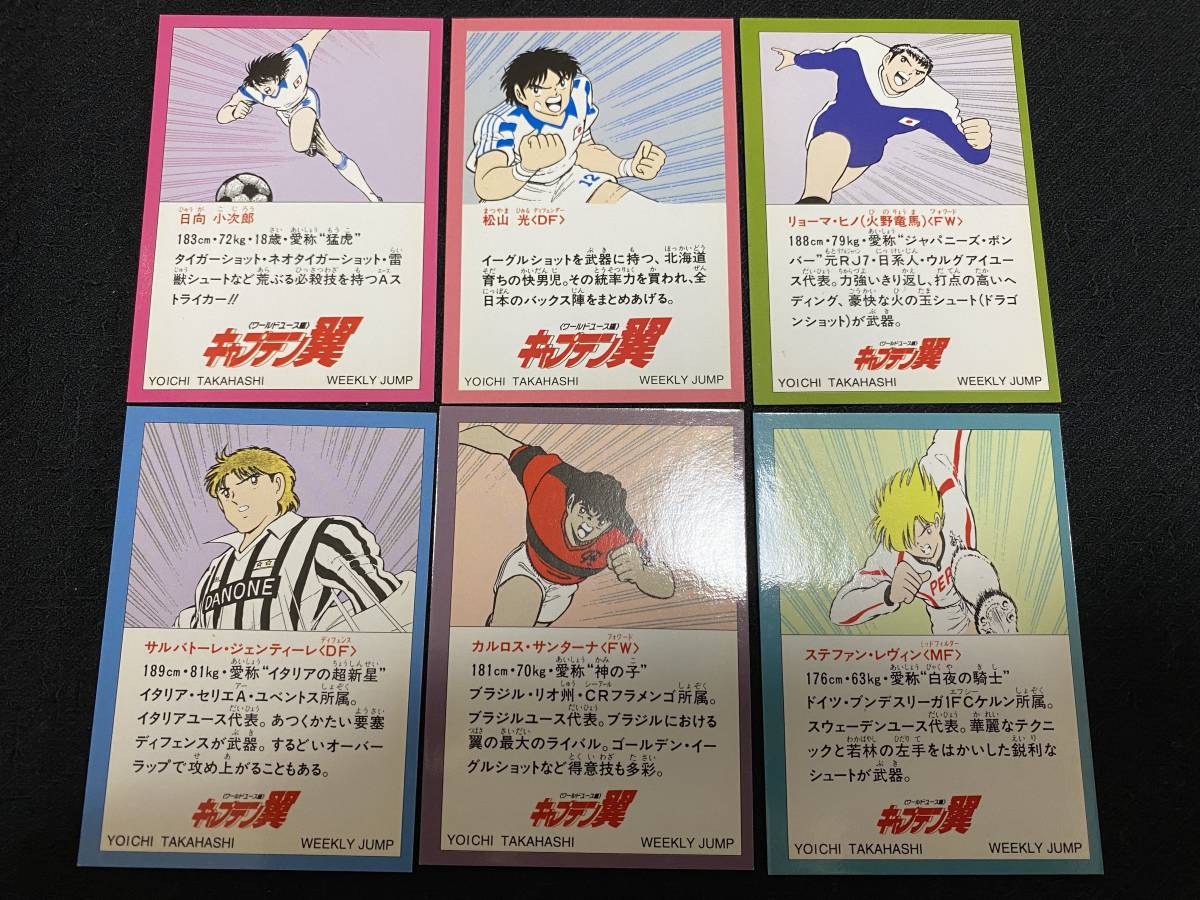 日向 小次郎
183cm・72kg・18歳・愛称“猛虎”
タイガーショット・ネオタイガーショット・雷
獣シュートなど荒ぶる必殺技を持つAス
トライカー!!
〈ワールドユース編〉
キャプテン翼
YOICHI TAKAHASHI WEEKLY JUMP
12
松山 光〈DF〉
イーグルショットを武器に持つ、北海道
育ちの快男児。その統率力を買われ、全
日本のバックス陣をまとめあげる。
〈ワールドユース編〉
キャプテン翼
YOICHI TAKAHASHI WEEKLY JUMP
リョーマ・ヒノ(火野竜馬)〈FW〉
188cm・79kg・愛称“ジャパニーズ・ボン
バー”元RJ7・日系人・ウルグアイユー
ス代表。力強いきり返し、打点の高いヘ
ディング、豪快な火の玉シュート(ドラゴ
ンショット)が武器。
〈ワールドユース編〉
キャプテン翼
YOICHI TAKAHASHI WEEKLY JUMP
DANONE
サルバトーレ・ジェンティーレ〈DF〉
189cm・81kg・愛称“イタリアの超新星”
イタリア・セリエA・ユベントス所属。
イタリアユース代表。あつくかたい要塞
ディフェンスが武器。するどいオーバー
ラップで攻め上がることもある。
〈ワールドユース編〉
キャプテン翼
YOICHI TAKAHASHI WEEKLY JUMP
カルロス・サンターナ〈FW〉
181cm・70kg・愛称“神の子”
ブラジル・リオ州・CRフラメンゴ所属。
ブラジルユース代表。ブラジルにおける
翼の最大のライバル。ゴールデン・イー
グルショットなど得意技も多彩。
〈ワールドユース編〉
キャプテン翼
YOICHI TAKAHASHI WEEKLY JUMP
PE
ステファン・レヴィン〈MF〉
176cm・63kg・愛称“白夜の騎士”
ドイツ・ブンデスリーガ1FCケルン所属。
スウェーデンユース代表。華麗なテクニ
ックと若林の左手をはかいした鋭利な
シュートが武器。
〈ワールドユース編〉
キャプテン翼
YOICHI TAKAHASHI WEEKLY JUMP